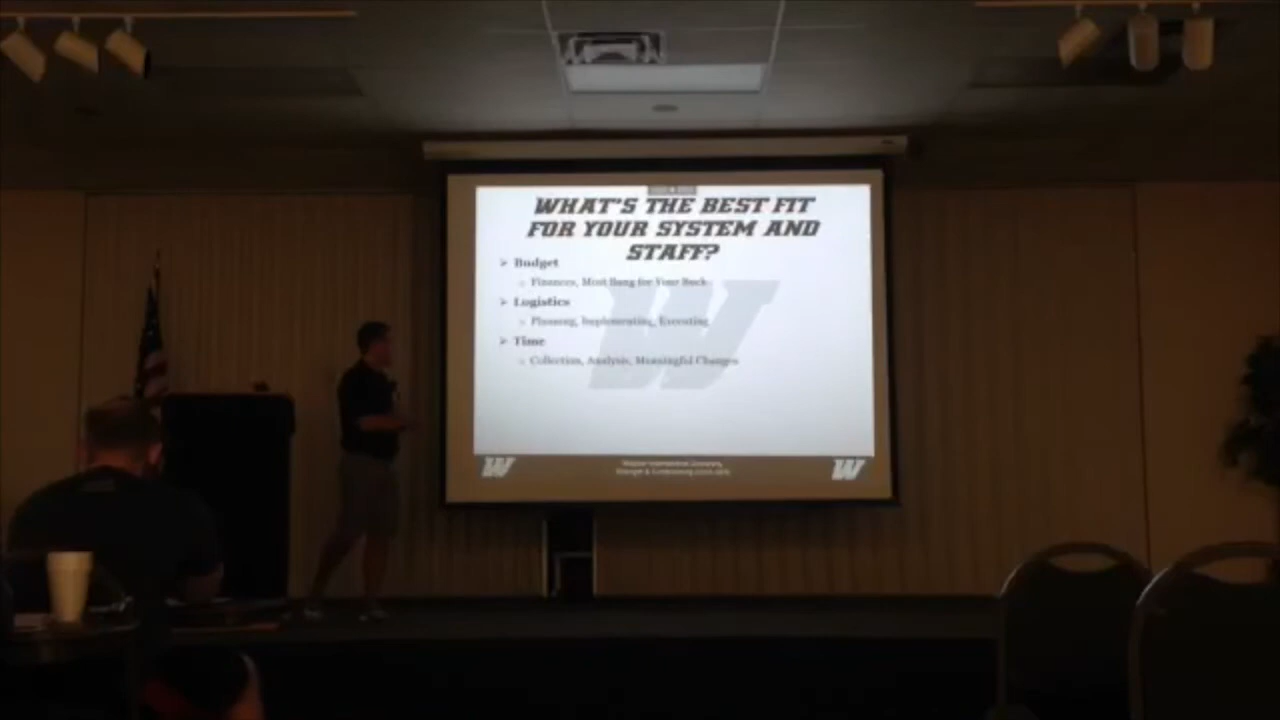 WHAT'S THE BEST FIT
FOR YOUR SYSTEM AND
STAFF?
Budget
Finances, Most Bang for Your Buck
Logistics
Planning, Implementing, Executing
Time
Collection, Analysis, Meaningful Changes
W
W W